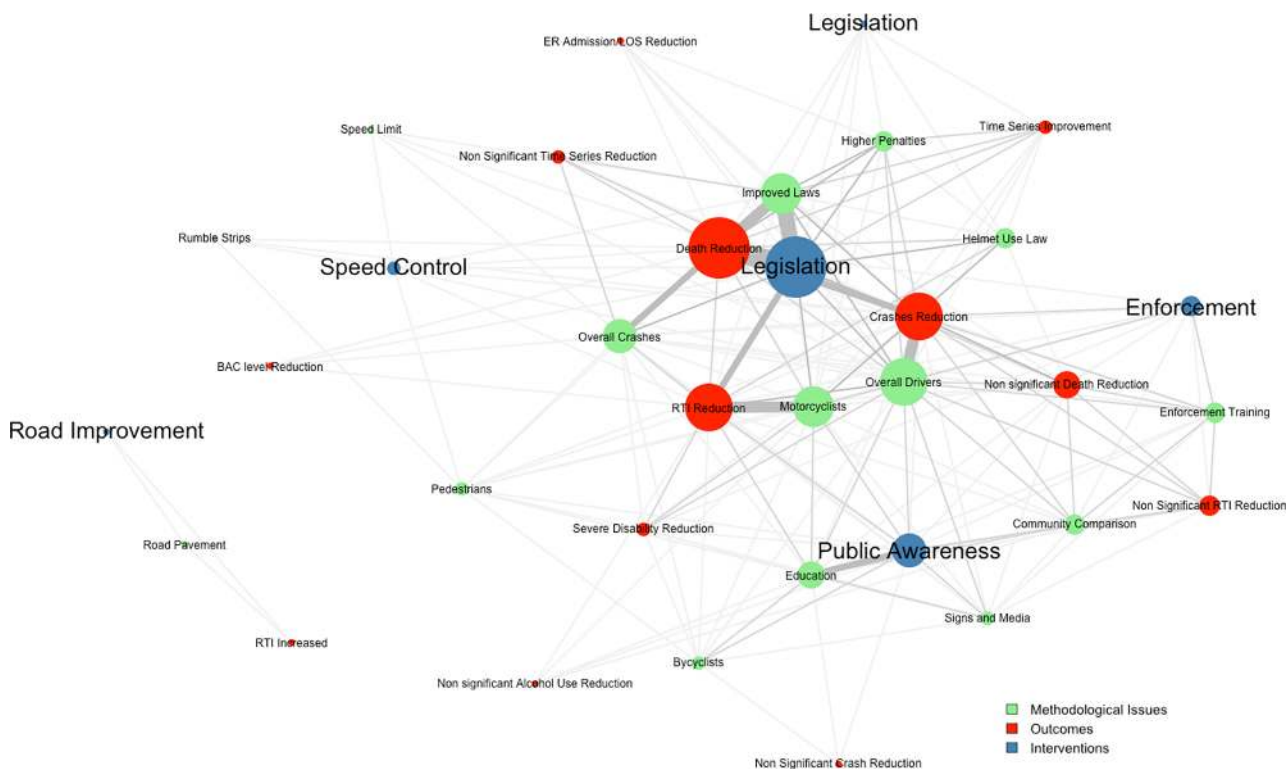 Legislation
ER Admission/LOS Reduction
Speed Limit
Time Series Improvement
Higher Penalties
Non Significant Time Series Reduction
Improved Laws
Rumble Strips
Helmet Use Law
Death Reduction
Speed Control
Legislation
Enforcement
Crashes Reduction
Overall Crashes
BAC level Reduction
Overall Drivers
Non significant Death Reduction
RTI Reduction
Motorcyclists
Enforcement Training
Road Improvement
Pedestrians
Non Significant RTI Reduction
Severe Disability Reduction
Community Comparison
Road Pavement
Public Awareness
Education
Signs and Media
RTI Increased
Bycyclists
Non significant Alcohol Use Reduction
Methodological Issues
Outcomes
Interventions
Non Significant Crash Reduction